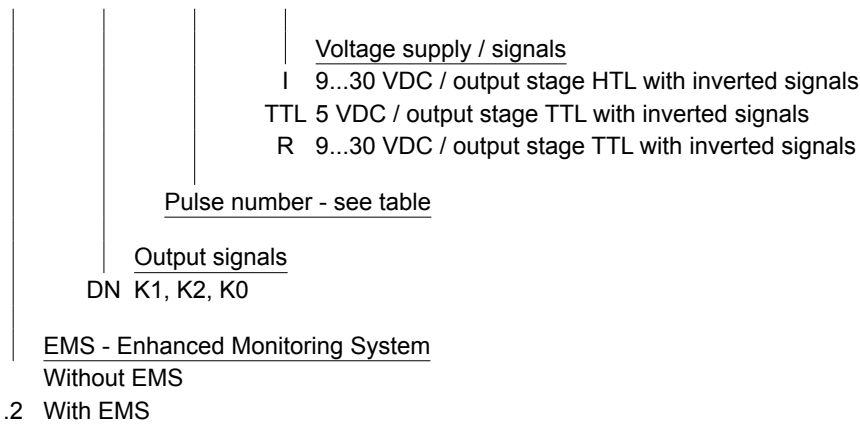 Voltage supply / signals
I 9...30 VDC / output stage HTL with inverted signals
TTL 5 VDC / output stage TTL with inverted signals
R 9...30 VDC / output stage TTL with inverted signals
Pulse number - see table
Output signals
DN K1, K2, K0
EMS - Enhanced Monitoring System
Without EMS
.2 With EMS